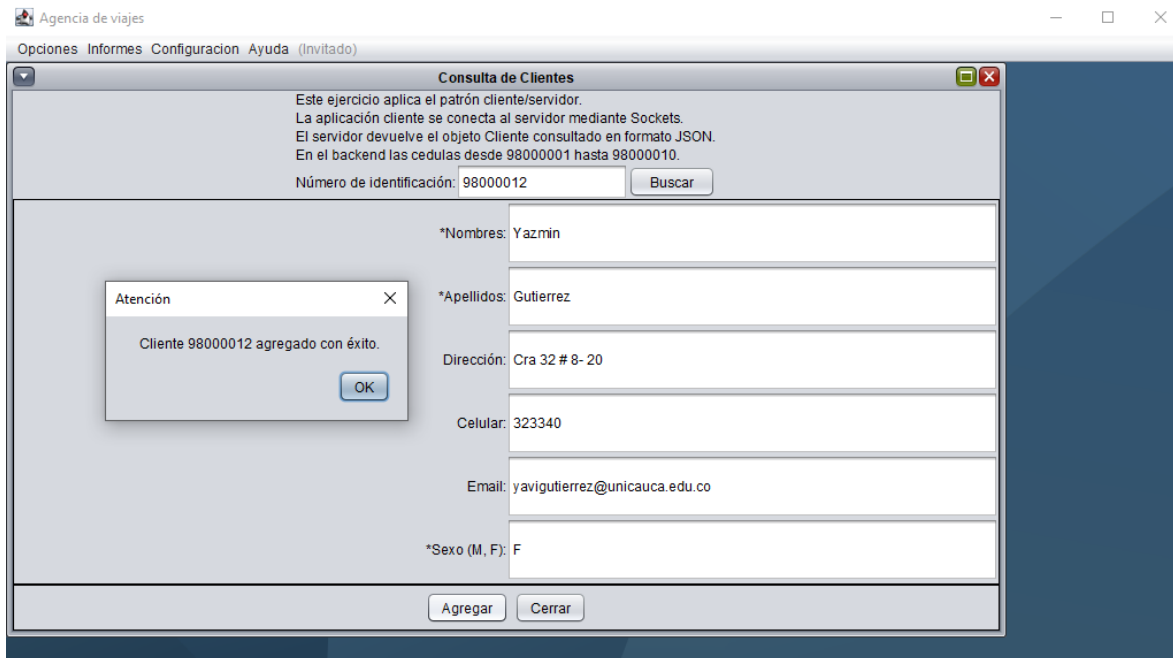 Agencia de viajes
Opciones Informes Configuracion Ayuda (Invitado)
Consulta de Clientes
Este ejercicio aplica el patrón cliente/servidor.
La aplicación cliente se conecta al servidor mediante Sockets.
El servidor devuelve el objeto Cliente consultado en formato JSON.
En el backend las cedulas desde 98000001 hasta 98000010.
Número de identificación: 98000012 Buscar
*Nombres: Yazmin
*Apellidos: Gutierrez
Atención
Cliente 98000012 agregado con éxito.
OK
Dirección: Cra 32 # 8- 20
Celular: 323340
Email: yavigutierrez@unicauca.edu.co
*Sexo (M, F): F
Agregar Cerrar